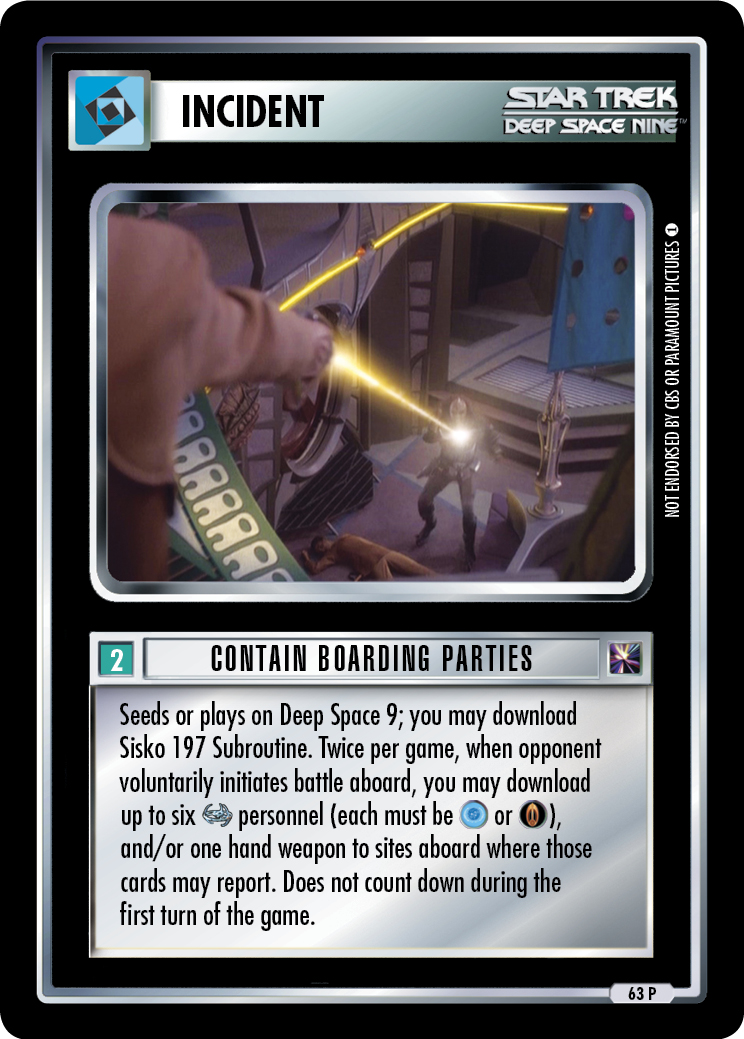 INCIDENT
STAR TREK
DEEP SPACE NINE™
NOT ENDORSED BY CBS OR PARAMOUNT PICTURES 1
2 CONTAIN BOARDING PARTIES
Seeds or plays on Deep Space 9; you may download
Sisko 197 Subroutine. Twice per game, when opponent
voluntarily initiates battle aboard, you may download
up to six personnel (each must be or ),
and/or one hand weapon to sites aboard where those
cards may report. Does not count down during the
first turn of the game.
63 P